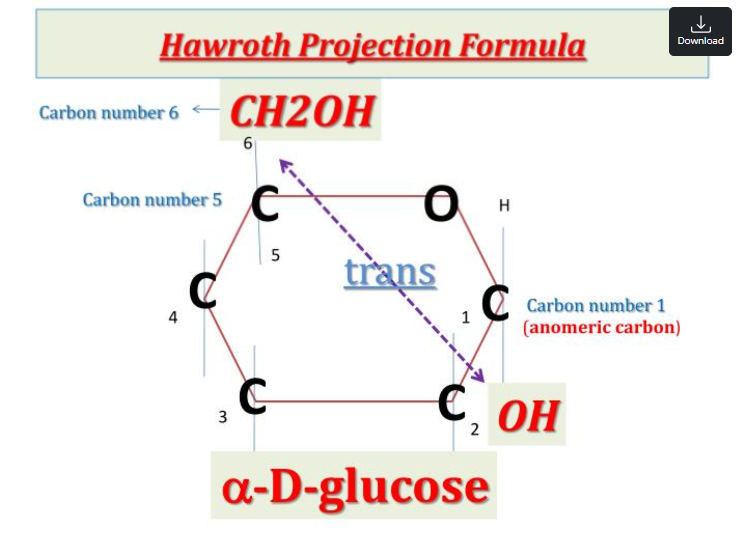 Hawroth Projection Formula
Download
Carbon number 6
CH2OH
6
Carbon number 5
C
O
H
5
trans
C
4
1
C
Carbon number 1
(anomeric carbon)
3
C
C
2
OH
α-D-glucose